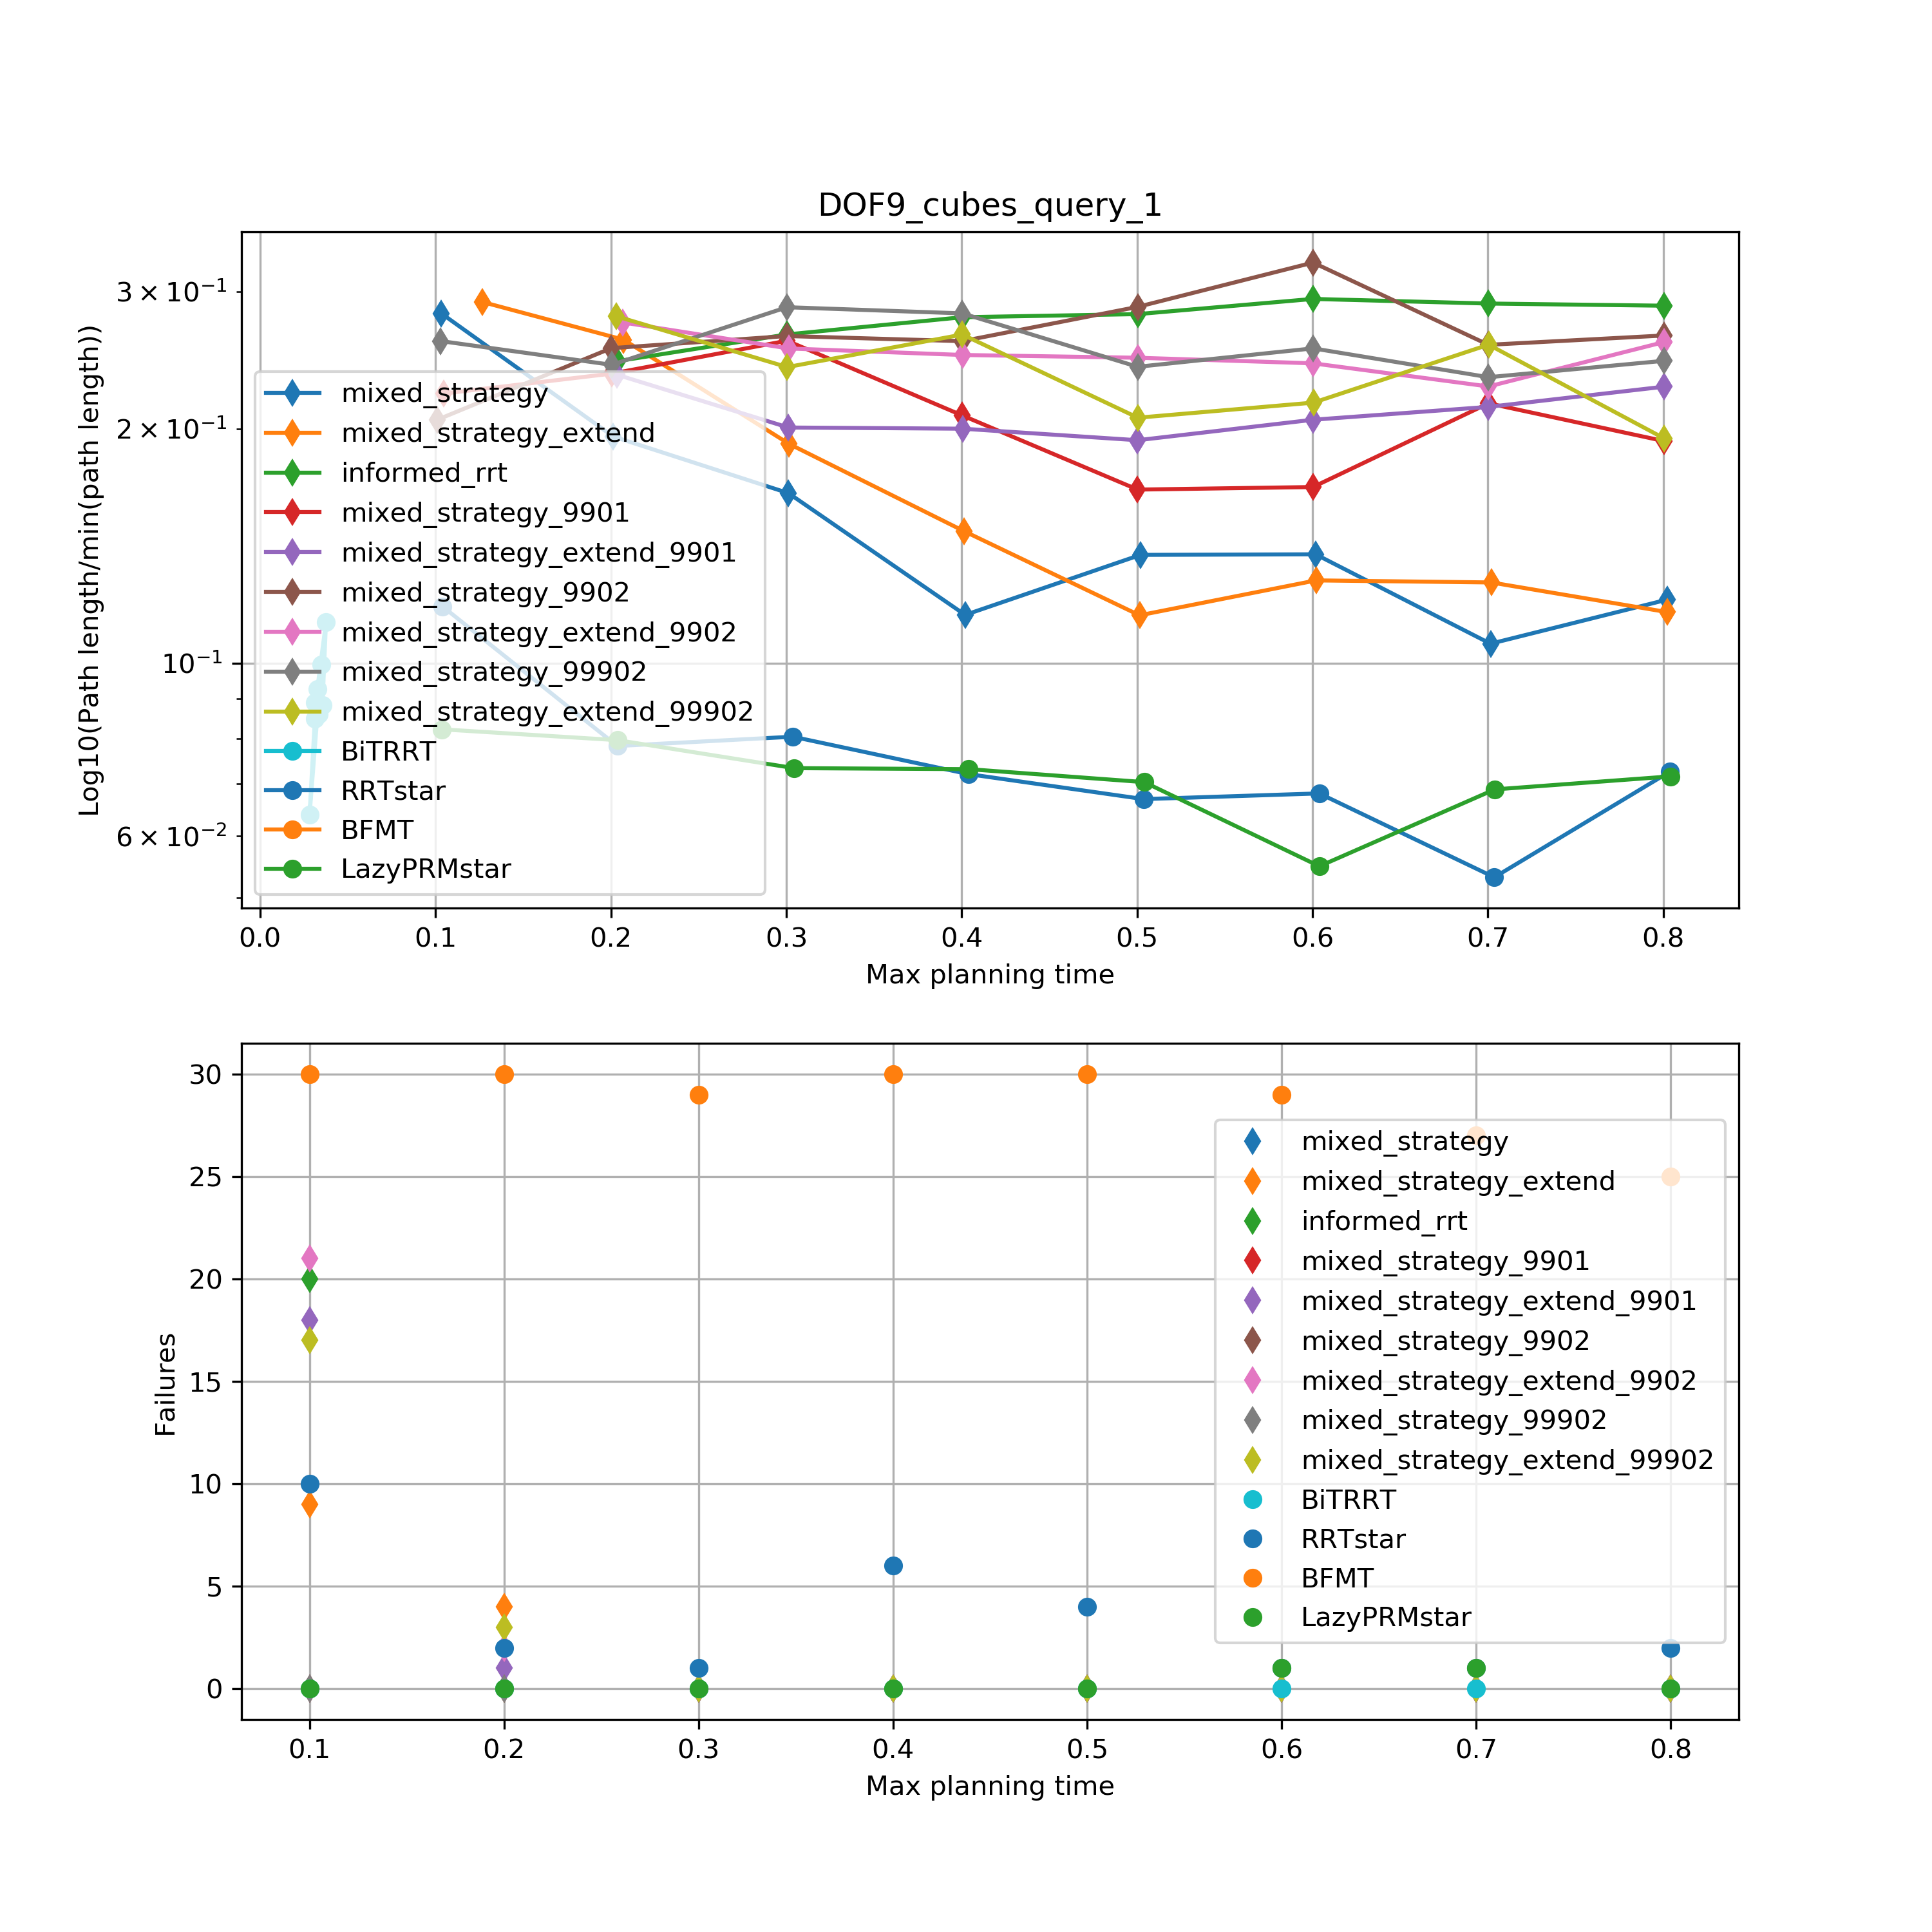 DOF9_cubes_query_1
Log10(Path length/min(path length))
3 × 10⁻¹
2 × 10⁻¹
10⁻¹
6 × 10⁻²
mixed_strategy
mixed_strategy_extend
informed_rrt
mixed_strategy_9901
mixed_strategy_extend_9901
mixed_strategy_9902
mixed_strategy_extend_9902
mixed_strategy_99902
mixed_strategy_extend_99902
BiTRRT
RRTstar
BFMT
LazyPRMstar
0.0 0.1 0.2 0.3 0.4 0.5 0.6 0.7 0.8
Max planning time
Failures
30
25
20
15
10
5
0
mixed_strategy
mixed_strategy_extend
informed_rrt
mixed_strategy_9901
mixed_strategy_extend_9901
mixed_strategy_9902
mixed_strategy_extend_9902
mixed_strategy_99902
mixed_strategy_extend_99902
BiTRRT
RRTstar
BFMT
LazyPRMstar
0.1 0.2 0.3 0.4 0.5 0.6 0.7 0.8
Max planning time